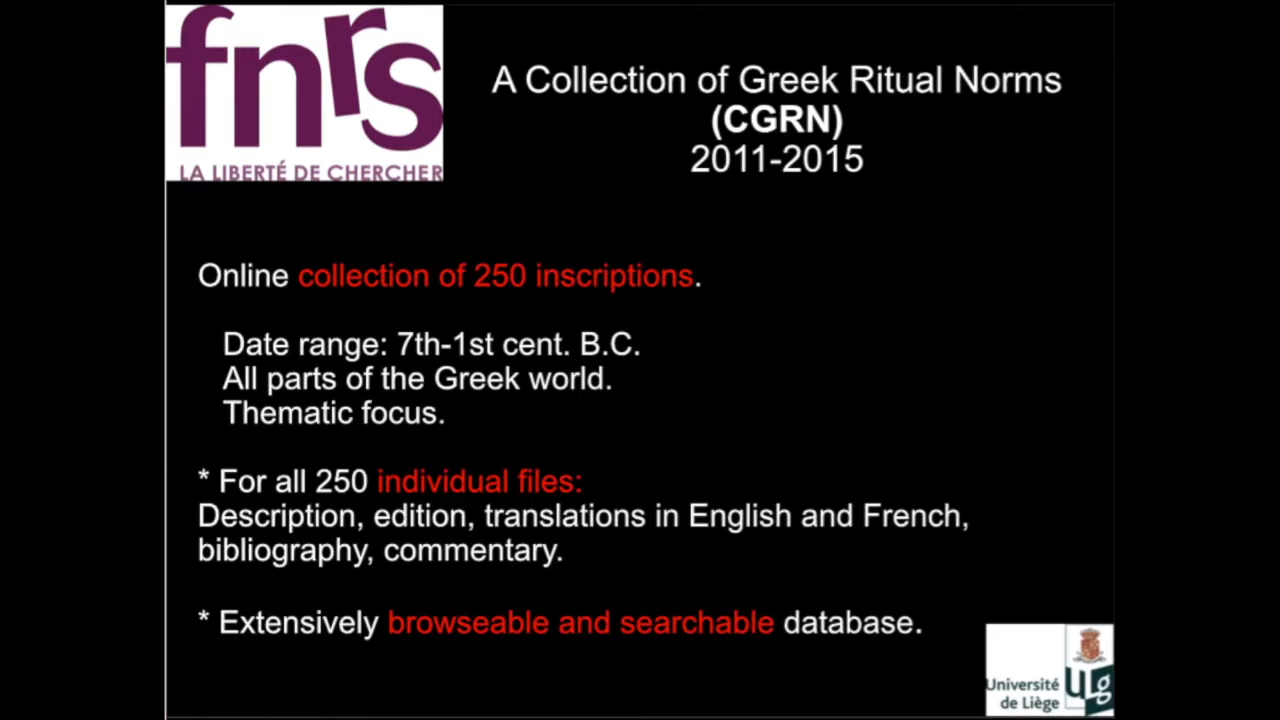 fnrs
LA LIBERTÉ DE CHERCHER
A Collection of Greek Ritual Norms
(CGRN)
2011-2015
Online collection of 250 inscriptions.
Date range: 7th-1st cent. B.C.
All parts of the Greek world.
Thematic focus.
* For all 250 individual files:
Description, edition, translations in English and French,
bibliography, commentary.
* Extensively browseable and searchable database.
Université
de Liège
ULg